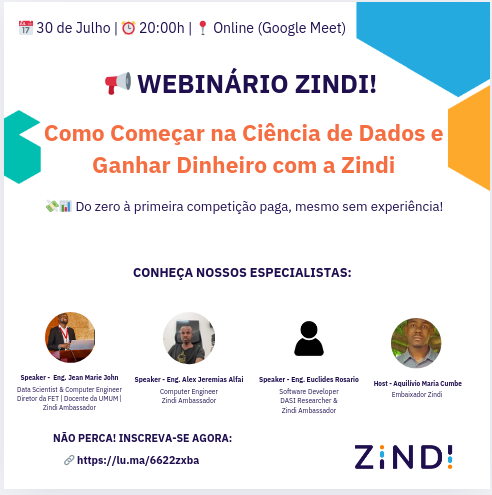 30 de Julho | 20:00h | Online (Google Meet)
WEBINÁRIO ZINDI!
Como Começar na Ciência de Dados e
Ganhar Dinheiro com a Zindi
Do zero à primeira competição paga, mesmo sem experiência!
CONHEÇA NOSSOS ESPECIALISTAS:
Speaker - Eng. Jean Marie John
Data Scientist & Computer Engineer
Diretor da FET | Docente da UMUM |
Zindi Ambassador
Speaker - Eng. Alex Jeremias Alfai
Computer Engineer
Zindi Ambassador
Speaker - Eng. Euclides Rosario
Software Developer
DASI Researcher &
Zindi Ambassador
Host - Aquillivio Maria Cumbe
Embaixador Zindi
NÃO PERCA! INSCREVA-SE AGORA:
https://lu.ma/6622zxba
ZiND!